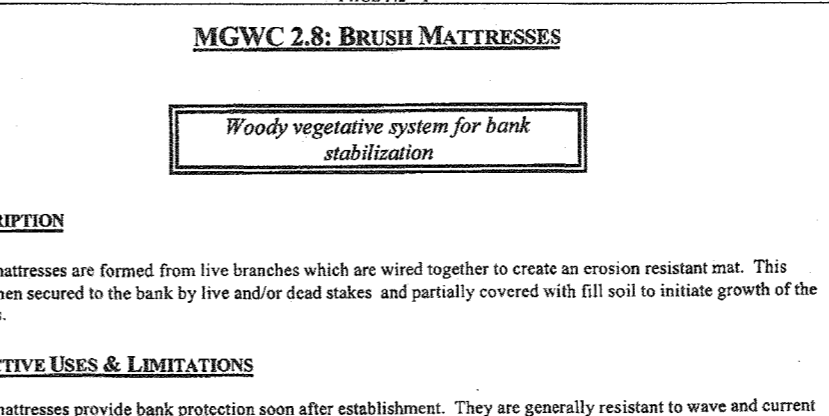 MGWC 2.8: BRUSH MATTRESSES
Woody vegetative system for bank
stabilization
RIPTION
nattresses are formed from live branches which are wired together to create an erosion resistant mat. This
hen secured to the bank by live and/or dead stakes and partially covered with fill soil to initiate growth of the
s.
CTIVE USES & LIMITATIONS
nattresses provide bank protection soon after establishment. They are generally resistant to wave and current